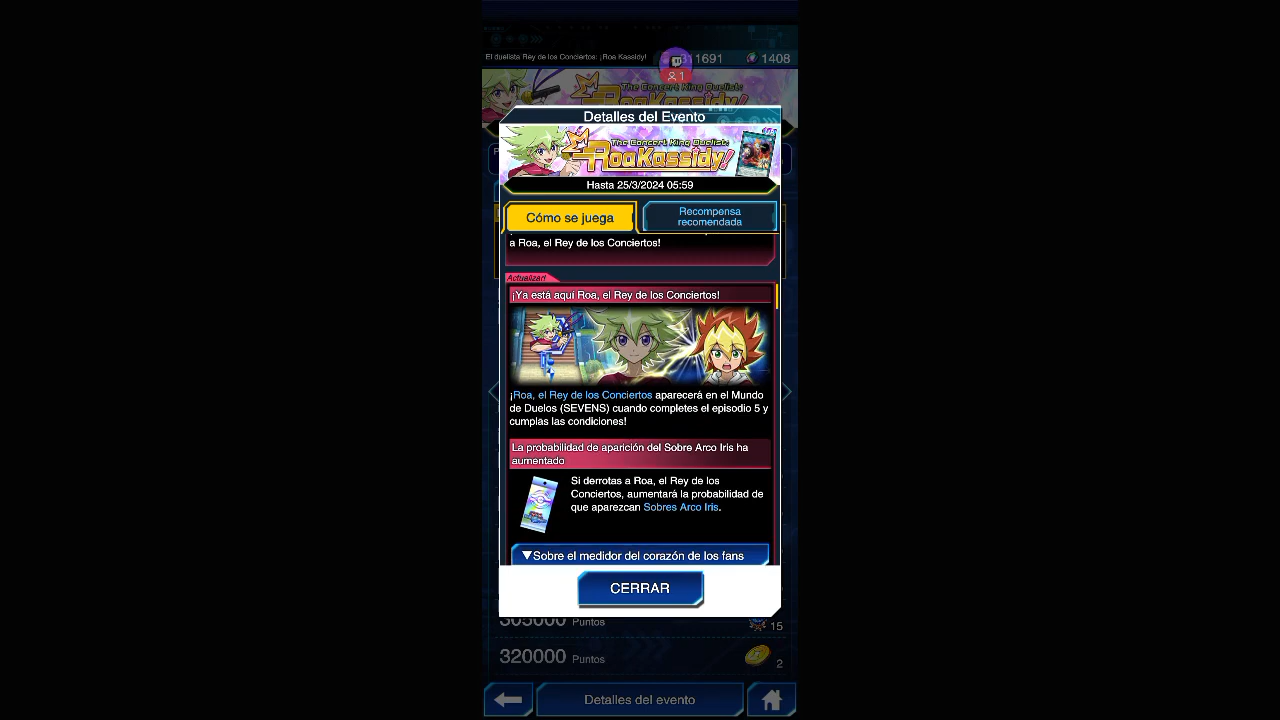 El duelista Rey de los Conciertos: ¡Roa Kassidy!
1691
1408
1
Detalles del Evento
The Concert King Duelist:
Roa Kassidy!
Hasta 25/3/2024 05:59
Cómo se juega
Recompensa
recomendada
a Roa, el Rey de los Conciertos!
Actualizar!
¡Ya está aquí Roa, el Rey de los Conciertos!
¡Roa, el Rey de los Conciertos aparecerá en el Mundo
de Duelos (SEVENS) cuando completes el episodio 5 y
cumplas las condiciones!
La probabilidad de aparición del Sobre Arco Iris ha
aumentado
Si derrotas a Roa, el Rey de los
Conciertos, aumentará la probabilidad de
que aparezcan Sobres Arco Iris.
▼Sobre el medidor del corazón de los fans
CERRAR
305000 Puntos
15
320000 Puntos
2
Detalles del evento